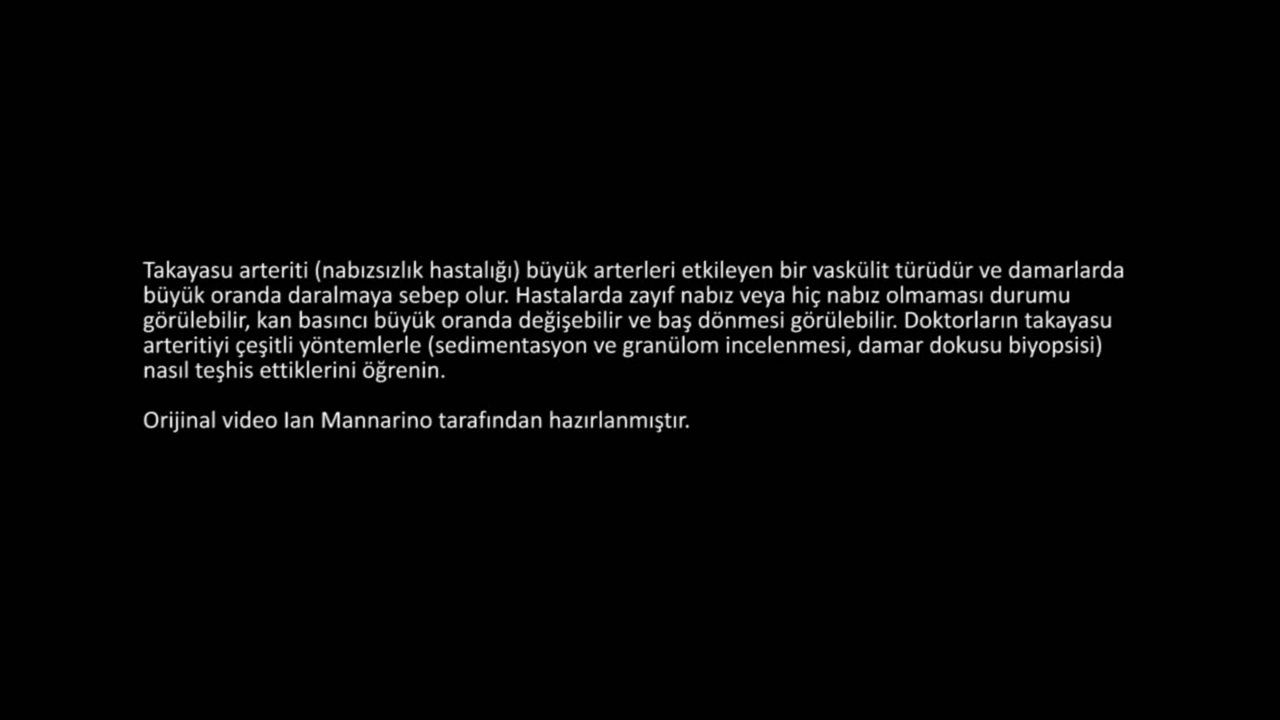 Takayasu arteriti (nabızsızlık hastalığı) büyük arterleri etkileyen bir vaskülit türüdür ve damarlarda
büyük oranda daralmaya sebep olur. Hastalarda zayıf nabız veya hiç nabız olmaması durumu
görülebilir, kan basıncı büyük oranda değişebilir ve baş dönmesi görülebilir. Doktorların takayasu
arteritiyi çeşitli yöntemlerle (sedimentasyon ve granülom incelenmesi, damar dokusu biyopsisi)
nasıl teşhis ettiklerini öğrenin.
Orijinal video Ian Mannarino tarafından hazırlanmıştır.